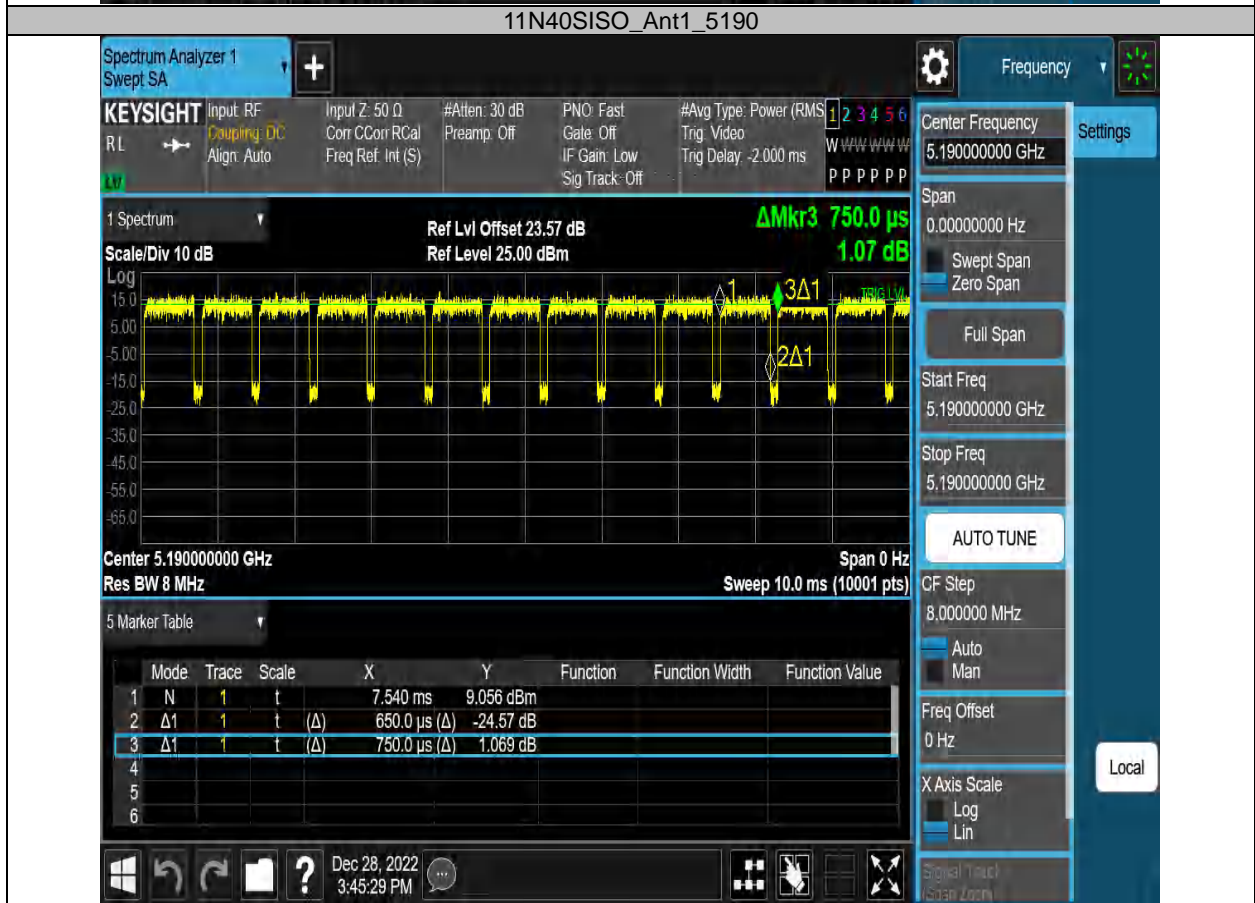 11N40SISO_Ant1_5190
Spectrum Analyzer 1
Swept SA
+
Frequency
KEYSIGHT
RL
LV
Input: RF
Coupling: DC
Align: Auto
Input Z: 50 Ω
Corr CCorr RCal
Freq Ref: Int (S)
#Atten: 30 dB
Preamp: Off
PNO: Fast
Gate: Off
IF Gain: Low
Sig Track: Off
#Avg Type: Power (RMS
Trig: Video
Trig Delay: -2.000 ms
1 2 3 4 5 6
W W W W W W
P P P P P P
Center Frequency
5.190000000 GHz
Settings
1 Spectrum
Scale/Div 10 dB
Ref Lvl Offset 23.57 dB
Ref Level 25.00 dBm
ΔMkr3 750.0 µs
1.07 dB
Log
15.0
5.00
-5.00
-15.0
-25.0
-35.0
-45.0
-55.0
-65.0
1
3Δ1
TRIG LVL
2Δ1
Center 5.190000000 GHz
Span 0 Hz
Res BW 8 MHz
Sweep 10.0 ms (10001 pts)
Span
0.00000000 Hz
Swept Span
Zero Span
Full Span
Start Freq
5.190000000 GHz
Stop Freq
5.190000000 GHz
AUTO TUNE
CF Step
8.000000 MHz
Auto
Man
Freq Offset
0 Hz
X Axis Scale
Log
Lin
Signal Track
(Span Zoom)
Local
5 Marker Table
Mode Trace Scale X Y Function Function Width Function Value
1 N 1 t 7.540 ms 9.056 dBm
2 Δ1 1 t (Δ) 650.0 µs (Δ) -24.57 dB
3 Δ1 1 t (Δ) 750.0 µs (Δ) 1.069 dB
4
5
6
?
Dec 28, 2022
3:45:29 PM